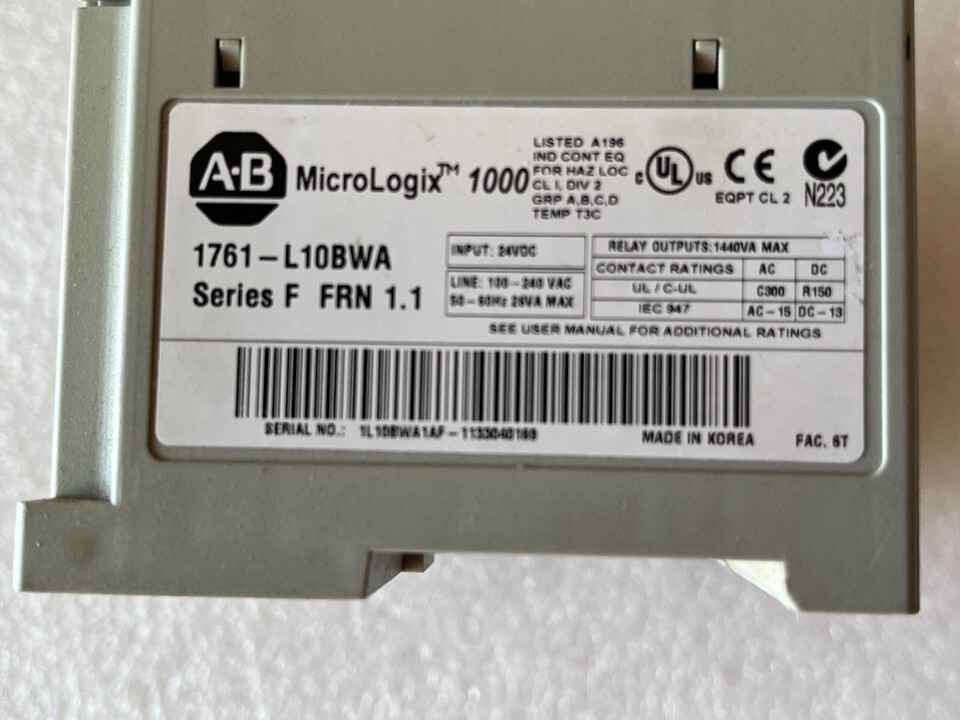 A·B
MicroLogix™ 1000
LISTED A196
IND CONT EQ
FOR HAZ LOC
CL I, DIV 2
GRP A,B,C,D
TEMP T3C
C UL US
CE
EQPT CL 2
N223
1761-L10BWA
Series F FRN 1.1
INPUT: 24VDC
LINE: 100-240 VAC
50-60Hz 26VA MAX
RELAY OUTPUTS:1440VA MAX
CONTACT RATINGS AC DC
UL / C-UL C300 R150
IEC 947 AC-15 DC-13
SEE USER MANUAL FOR ADDITIONAL RATINGS
SERIAL NO.: 1L10BWA1AF-1133040169
MADE IN KOREA
FAC. 6T